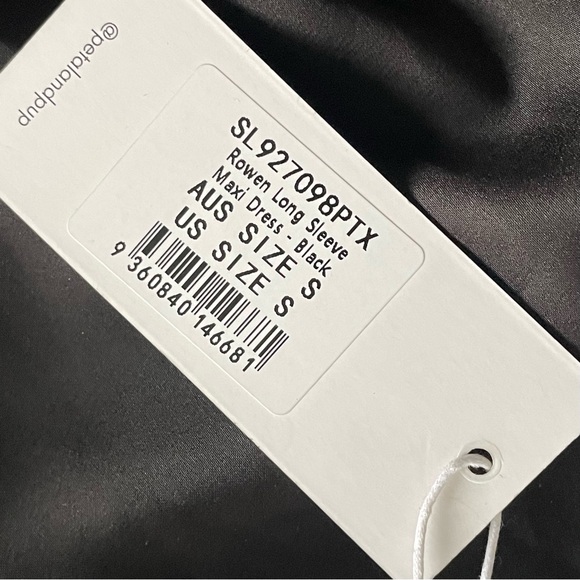 @petalandpup
SL927098PTX
Rowen Long Sleeve
Maxi Dress - Black
AUS SIZE S
US SIZE S
9 360840 146681